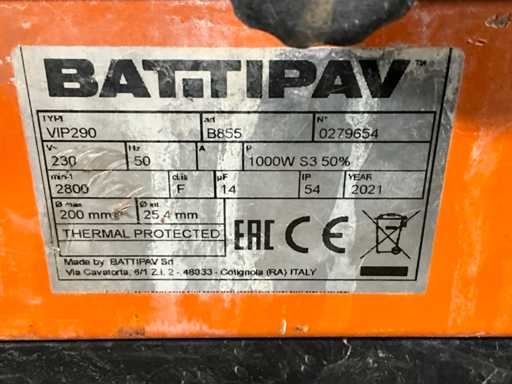 BATTIPAV™
TYPE art N°
VIP290 B855 0279654
V~ Hz A P
230 50 1000W S3 50%
min-1 cl.is µF IP YEAR
2800 F 14 54 2021
Ø max Ø int.
200 mm 25,4 mm
THERMAL PROTECTED EAC CE
Made by: BATTIPAV Srl
Via Cavatorta, 6/1 Z.I. 2 - 48033 - Cotignola (RA) ITALY